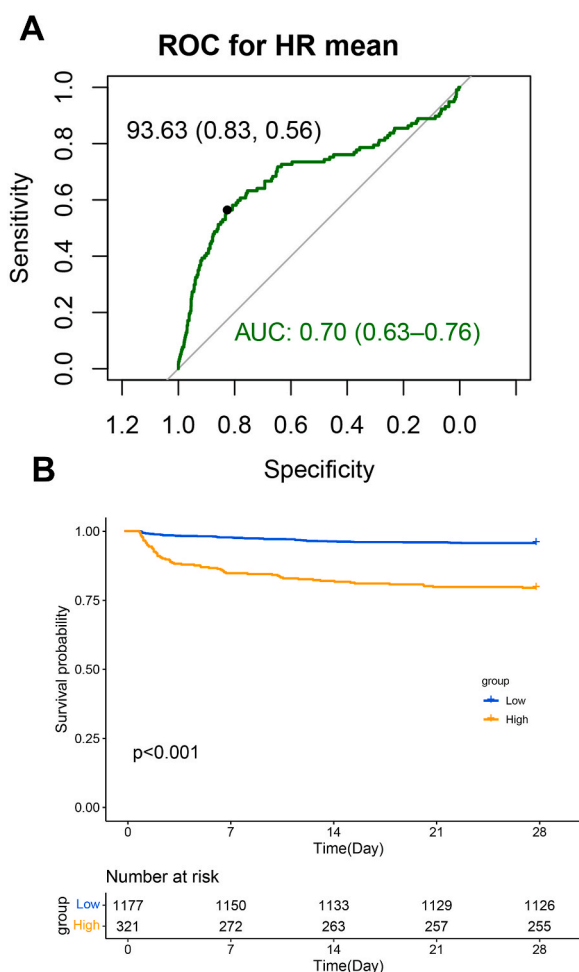 A
ROC for HR mean
93.63 (0.83, 0.56)
AUC: 0.70 (0.63–0.76)
Sensitivity
1.0
0.8
0.6
0.4
0.2
0.0
1.2 1.0 0.8 0.6 0.4 0.2 0.0
Specificity
B
Survival probability
1.00
0.75
0.50
0.25
0.00
group
Low
High
p<0.001
0 7 14 21 28
Time(Day)
Number at risk
group
Low 1177 1150 1133 1129 1126
High 321 272 263 257 255
0 7 14 21 28
Time(Day)